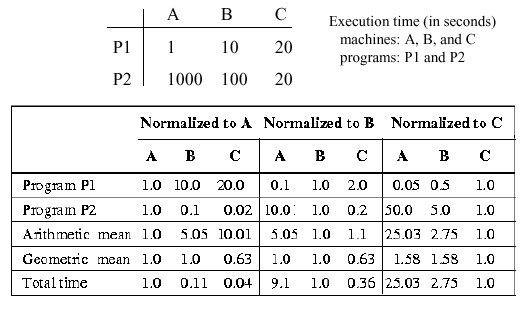 A B C
P1 1 10 20
P2 1000 100 20
Execution time (in seconds)
machines: A, B, and C
programs: P1 and P2
Normalized to A Normalized to B Normalized to C
A B C A B C A B C
Program P1 1.0 10.0 20.0 0.1 1.0 2.0 0.05 0.5 1.0
Program P2 1.0 0.1 0.02 10.0 1.0 0.2 50.0 5.0 1.0
Arithmetic mean 1.0 5.05 10.01 5.05 1.0 1.1 25.03 2.75 1.0
Geometric mean 1.0 1.0 0.63 1.0 1.0 0.63 1.58 1.58 1.0
Total time 1.0 0.11 0.04 9.1 1.0 0.36 25.03 2.75 1.0